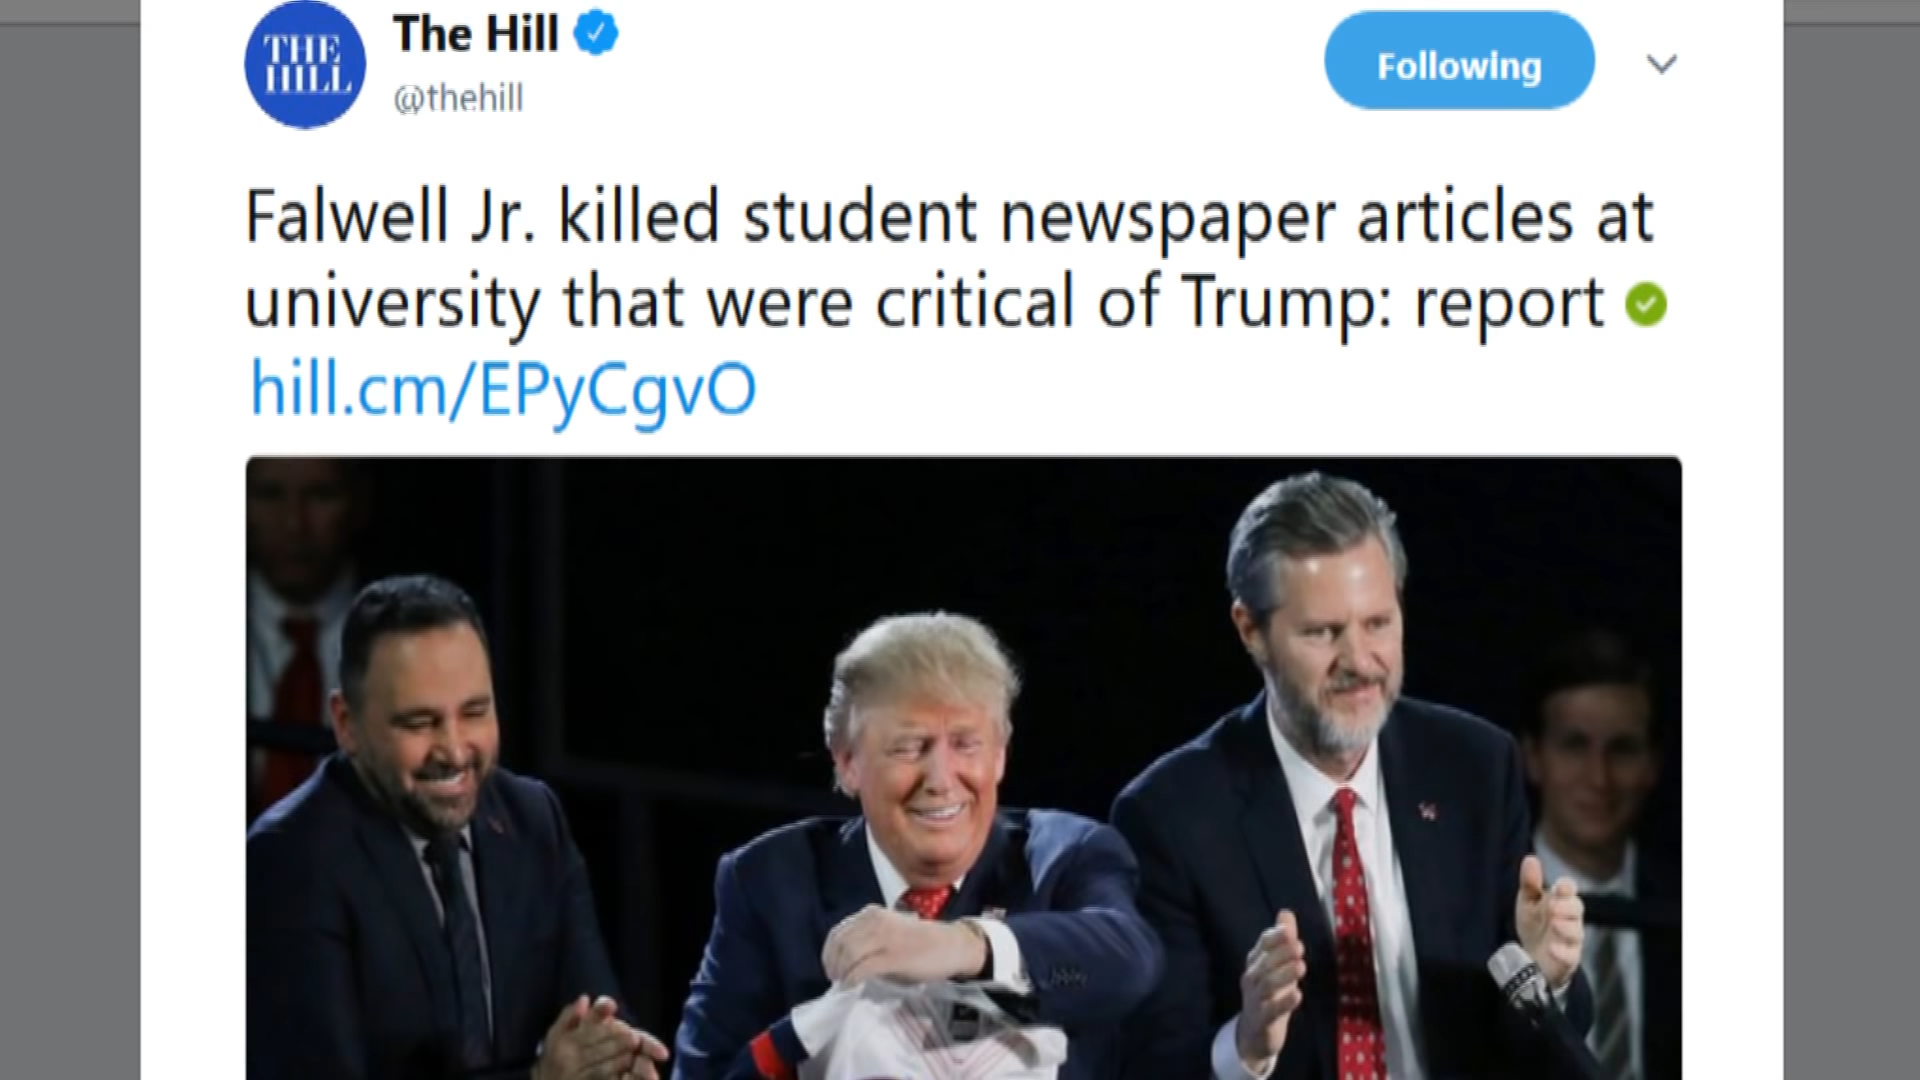 THE
HILL
The Hill
@thehill
Following
Falwell Jr. killed student newspaper articles at
university that were critical of Trump: report
hill.cm/EPyCgvO